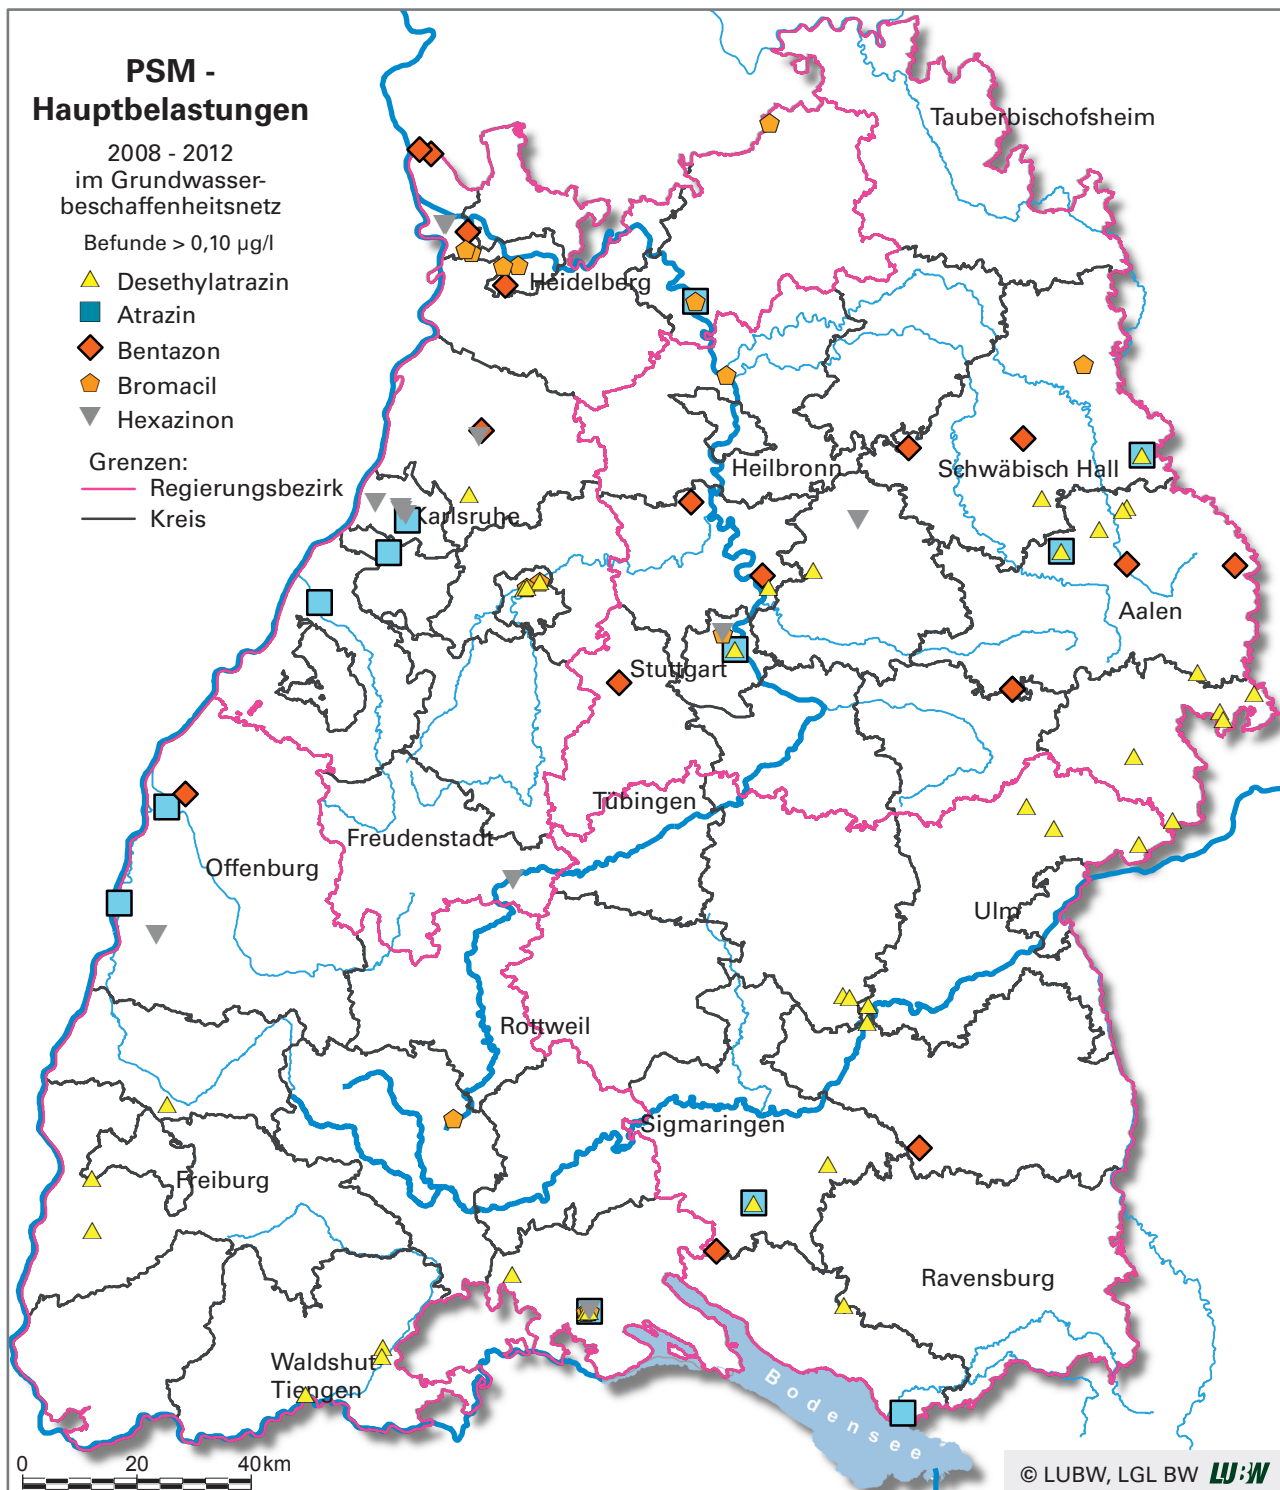 PSM -
Hauptbelastungen
2008 - 2012
im Grundwasser-
beschaffenheitsnetz
Befunde > 0,10 µg/l
Desethylatrazin
Atrazin
Bentazon
Bromacil
Hexazinon
Grenzen:
Regierungsbezirk
Kreis
Tauberbischofsheim
Heidelberg
Heilbronn
Schwäbisch Hall
Karlsruhe
Aalen
Stuttgart
Tübingen
Freudenstadt
Offenburg
Ulm
Rottweil
Sigmaringen
Freiburg
Ravensburg
Waldshut
Tiengen
Bodensee
0 20 40km
© LUBW, LGL BW LUBW